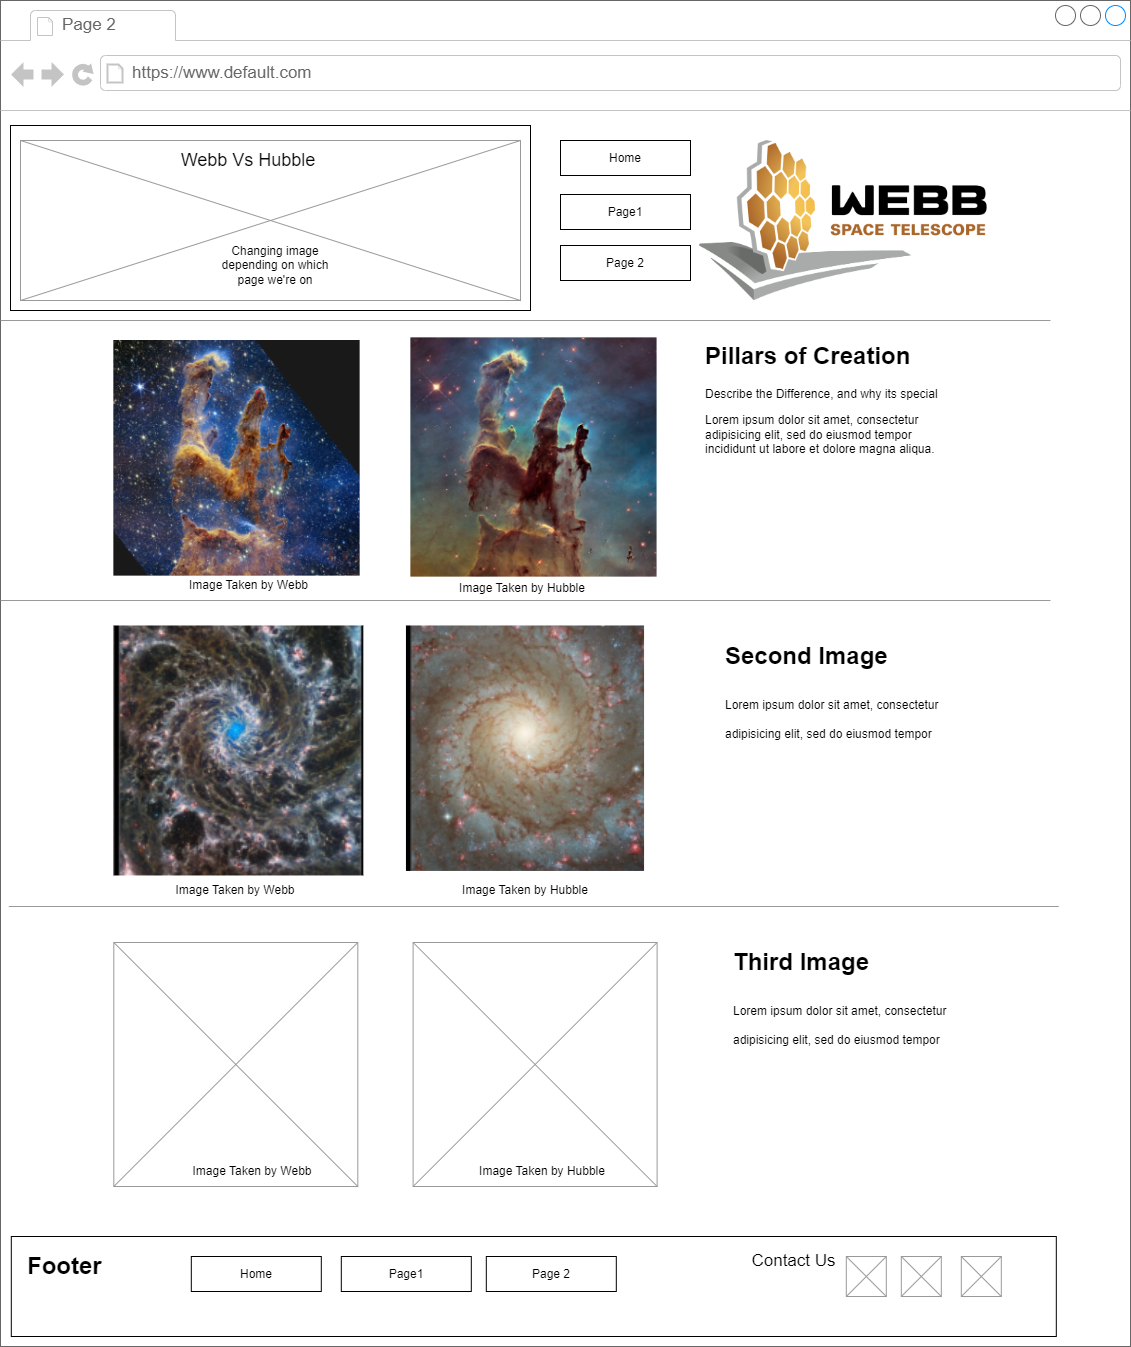 Page 2
https://www.default.com
Webb Vs Hubble
Changing image
depending on which
page we're on
Home
Page1
Page 2
WEBB
SPACE TELESCOPE
Pillars of Creation
Describe the Difference, and why its special
Lorem ipsum dolor sit amet, consectetur
adipisicing elit, sed do eiusmod tempor
incididunt ut labore et dolore magna aliqua.
Image Taken by Webb
Image Taken by Hubble
Second Image
Lorem ipsum dolor sit amet, consectetur
adipisicing elit, sed do eiusmod tempor
Image Taken by Webb
Image Taken by Hubble
Third Image
Lorem ipsum dolor sit amet, consectetur
adipisicing elit, sed do eiusmod tempor
Image Taken by Webb
Image Taken by Hubble
Footer
Home
Page1
Page 2
Contact Us